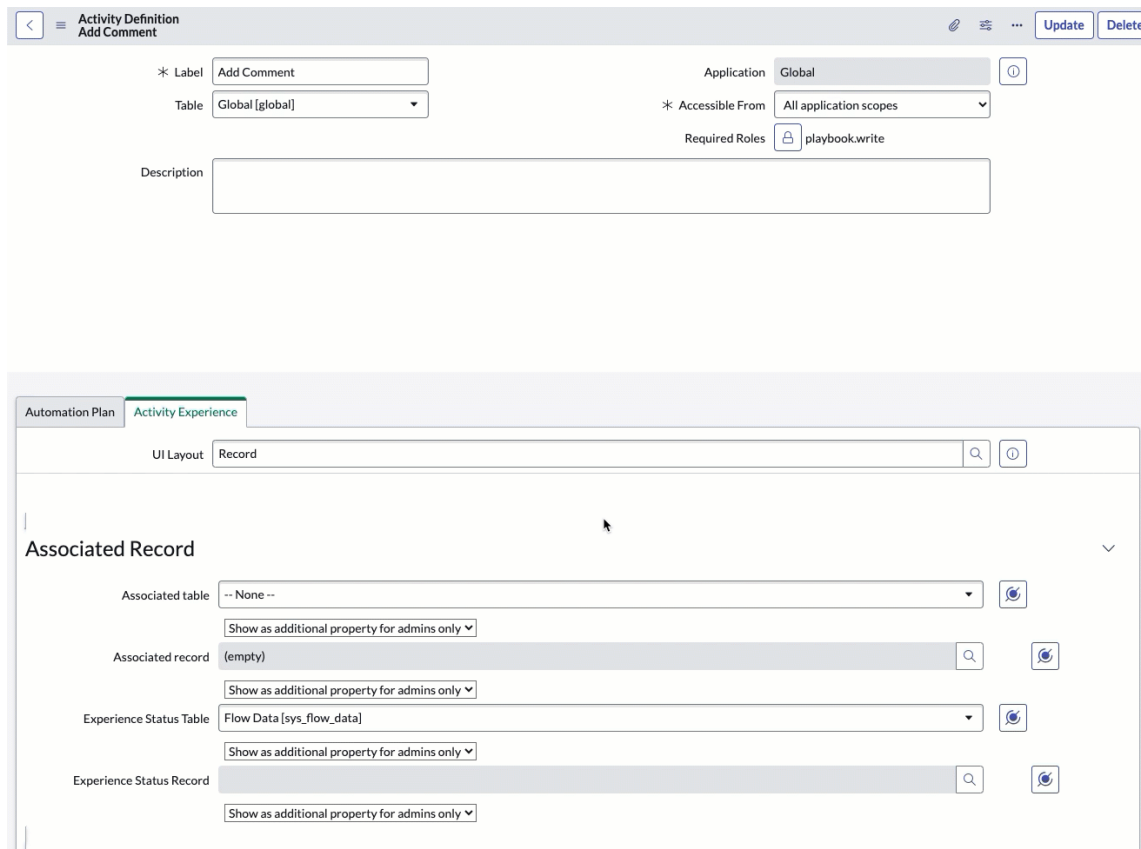 Activity Definition
Add Comment
Update
Delete
Label
Add Comment
Application
Global
Table
Global [global]
Accessible From
All application scopes
Required Roles
playbook.write
Description
Automation Plan
Activity Experience
UI Layout
Record
Associated Record
Associated table
-- None --
Show as additional property for admins only
Associated record
(empty)
Show as additional property for admins only
Experience Status Table
Flow Data [sys_flow_data]
Show as additional property for admins only
Experience Status Record
Show as additional property for admins only